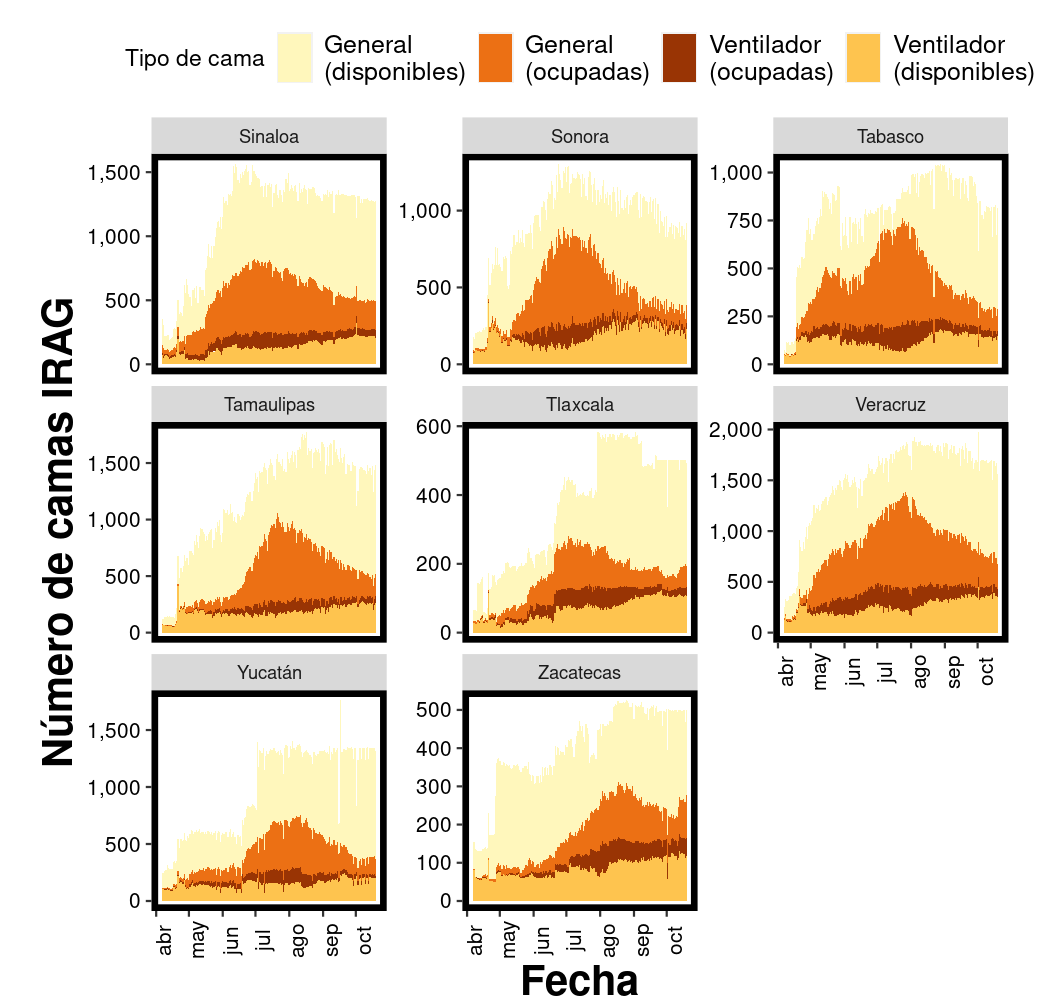 Tipo de cama
General
(disponibles)
General
(ocupadas)
Ventilador
(ocupadas)
Ventilador
(disponibles)
Número de camas IRAG
Sinaloa
1,500
1,000
500
0
Sonora
1,000
500
0
Tabasco
1,000
750
500
250
0
Tamaulipas
1,500
1,000
500
0
Tlaxcala
600
400
200
0
Veracruz
2,000
1,500
1,000
500
0
abr
may
jun
jul
ago
sep
oct
Yucatán
1,500
1,000
500
0
abr
may
jun
jul
ago
sep
oct
Zacatecas
500
400
300
200
100
0
abr
may
jun
jul
ago
sep
oct
Fecha